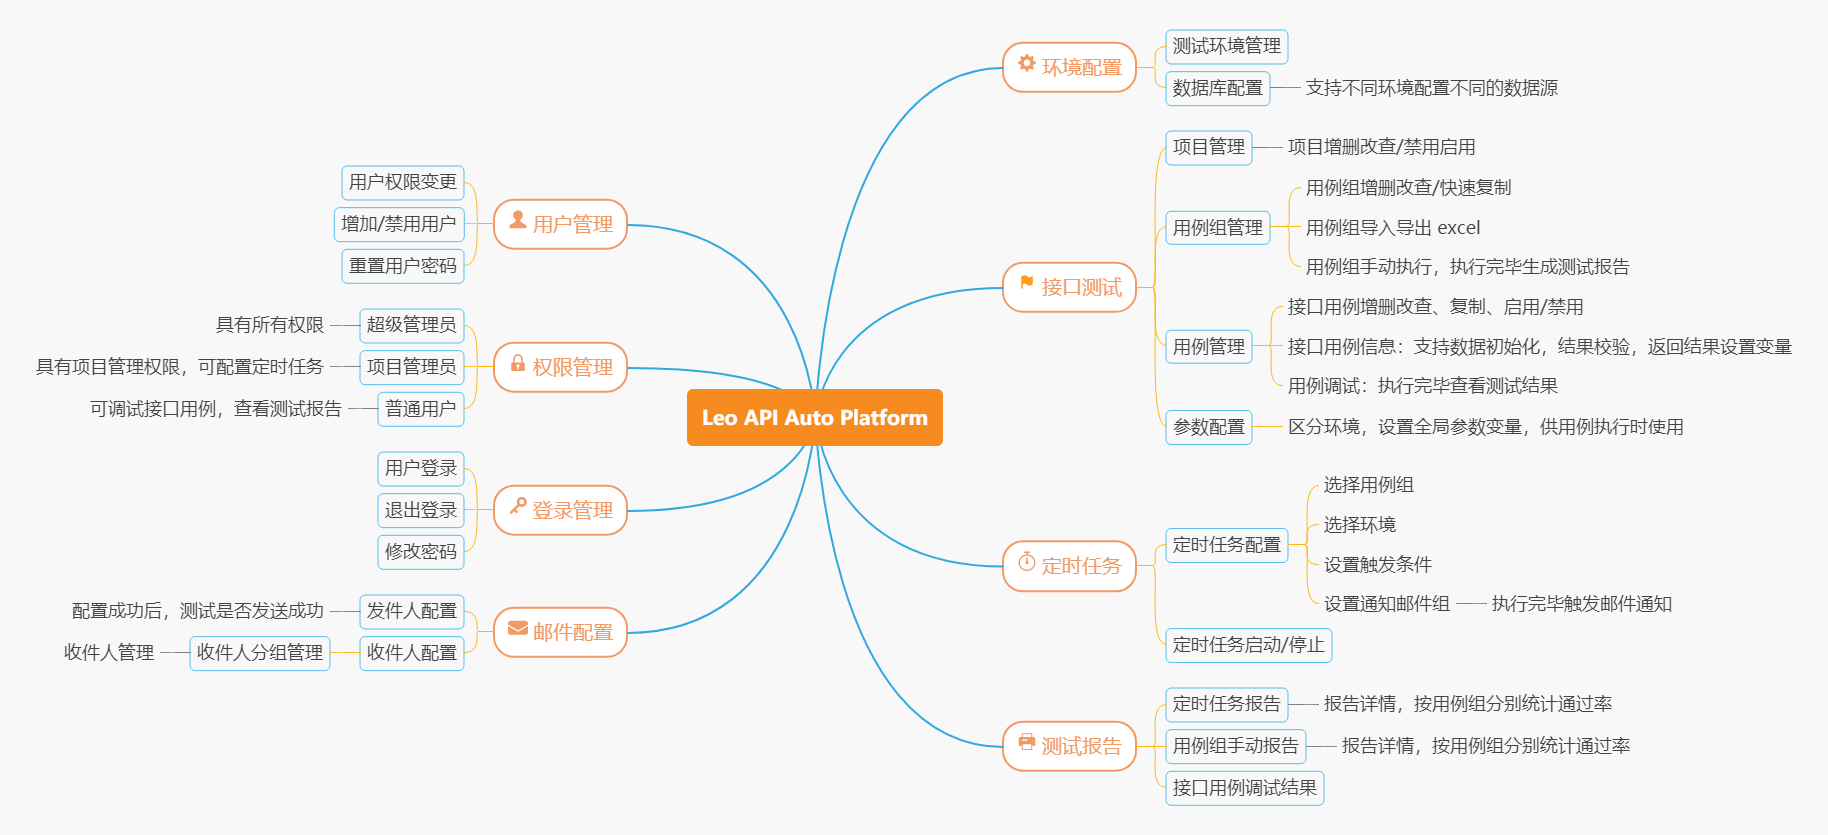 Leo API Auto Platform
环境配置
测试环境管理
数据库配置
支持不同环境配置不同的数据源
接口测试
项目管理
项目增删改查/禁用启用
用例组管理
用例组增删改查/快速复制
用例组导入导出 excel
用例组手动执行，执行完毕生成测试报告
用例管理
接口用例增删改查、复制、启用/禁用
接口用例信息：支持数据初始化，结果校验，返回结果设置变量
用例调试：执行完毕查看测试结果
参数配置
区分环境，设置全局参数变量，供用例执行时使用
定时任务
定时任务配置
选择用例组
选择环境
设置触发条件
设置通知邮件组
执行完毕触发邮件通知
定时任务启动/停止
测试报告
定时任务报告
报告详情，按用例组分别统计通过率
用例组手动报告
报告详情，按用例组分别统计通过率
接口用例调试结果
用户管理
用户权限变更
增加/禁用用户
重置用户密码
权限管理
超级管理员
具有所有权限
项目管理员
具有项目管理权限，可配置定时任务
普通用户
可调试接口用例，查看测试报告
登录管理
用户登录
退出登录
修改密码
邮件配置
发件人配置
配置成功后，测试是否发送成功
收件人配置
收件人分组管理
收件人管理